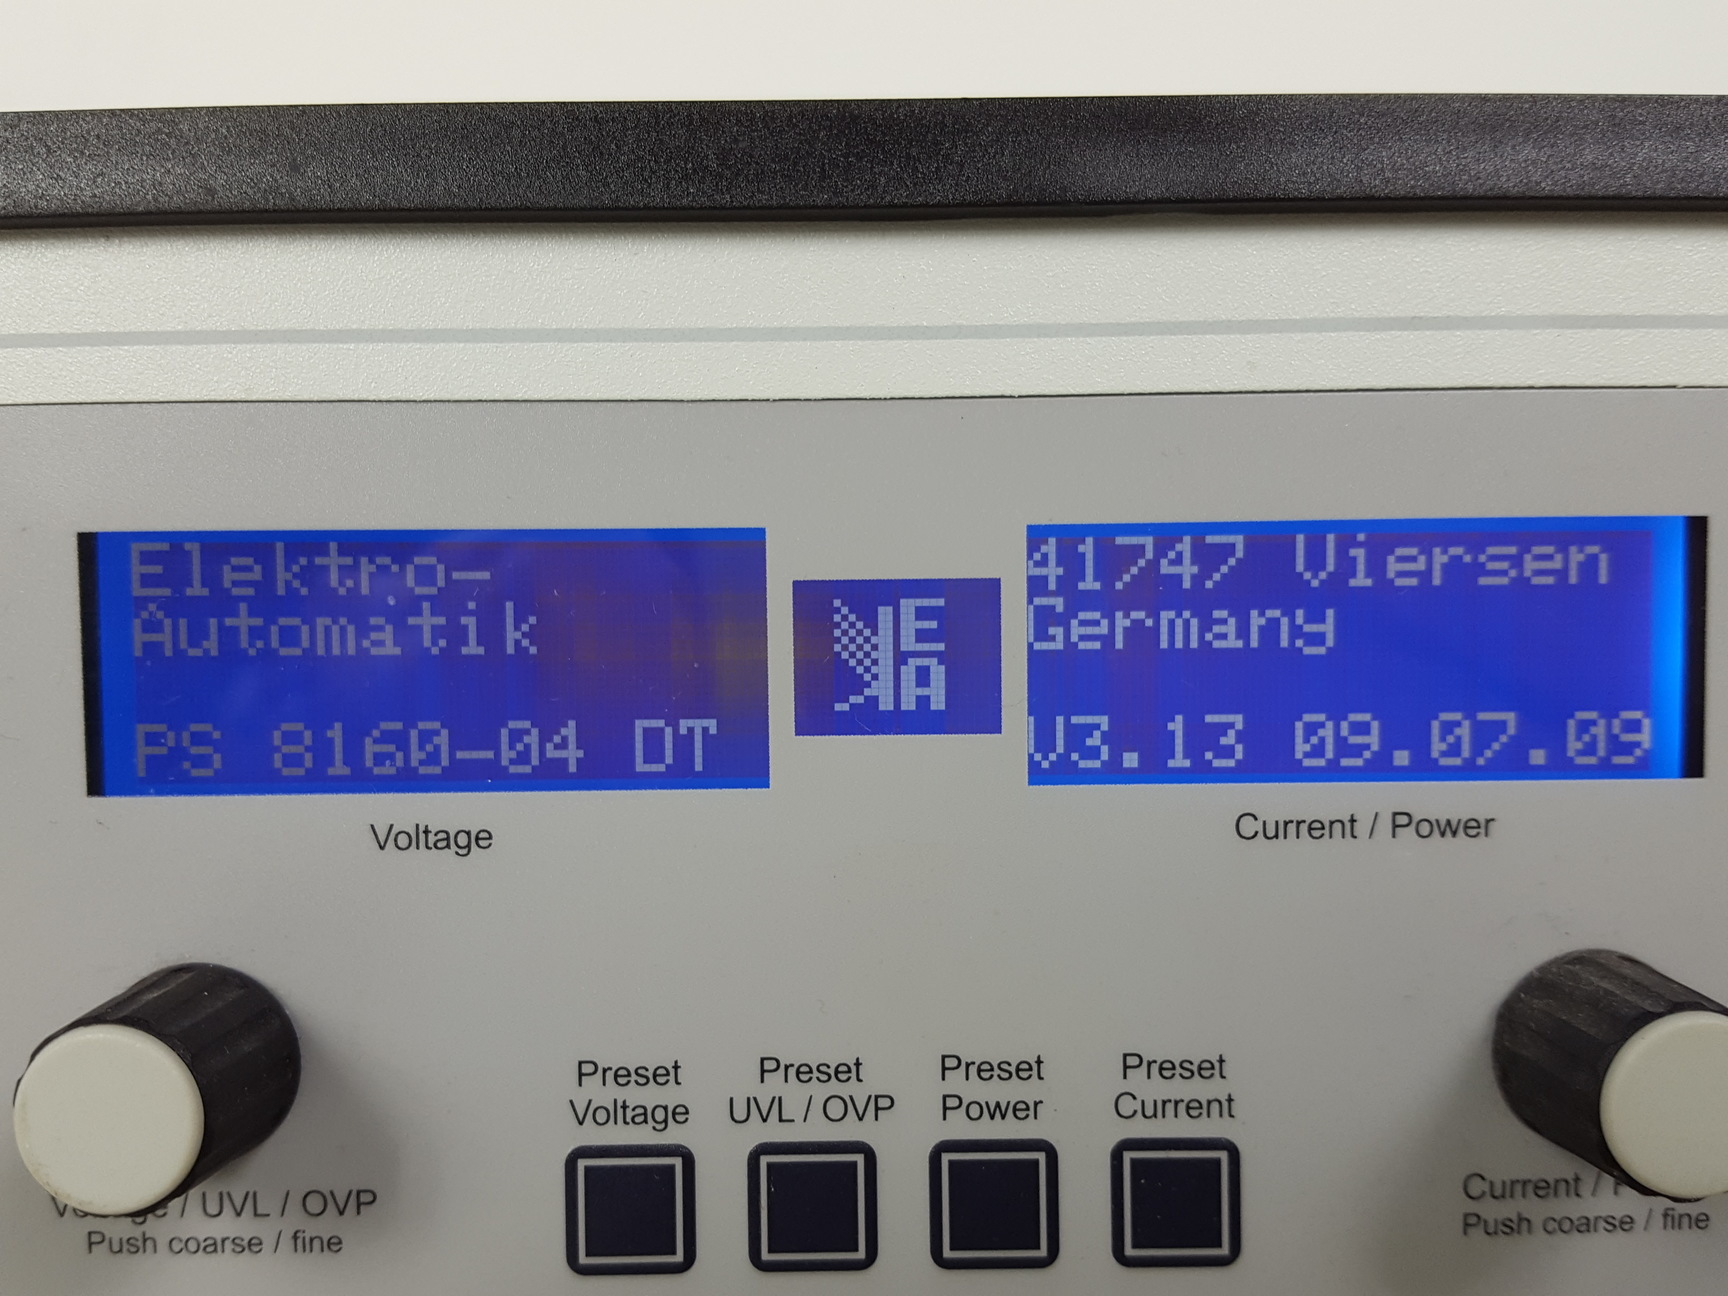 Elektro-
Automatik
PS 8160-04 DT
EA
41747 Viersen
Germany
V3.13 09.07.09
Voltage
Current / Power
Preset
Voltage
Preset
UVL / OVP
Preset
Power
Preset
Current
/ UVL / OVP
Push coarse / fine
Current /
Push coarse / fine